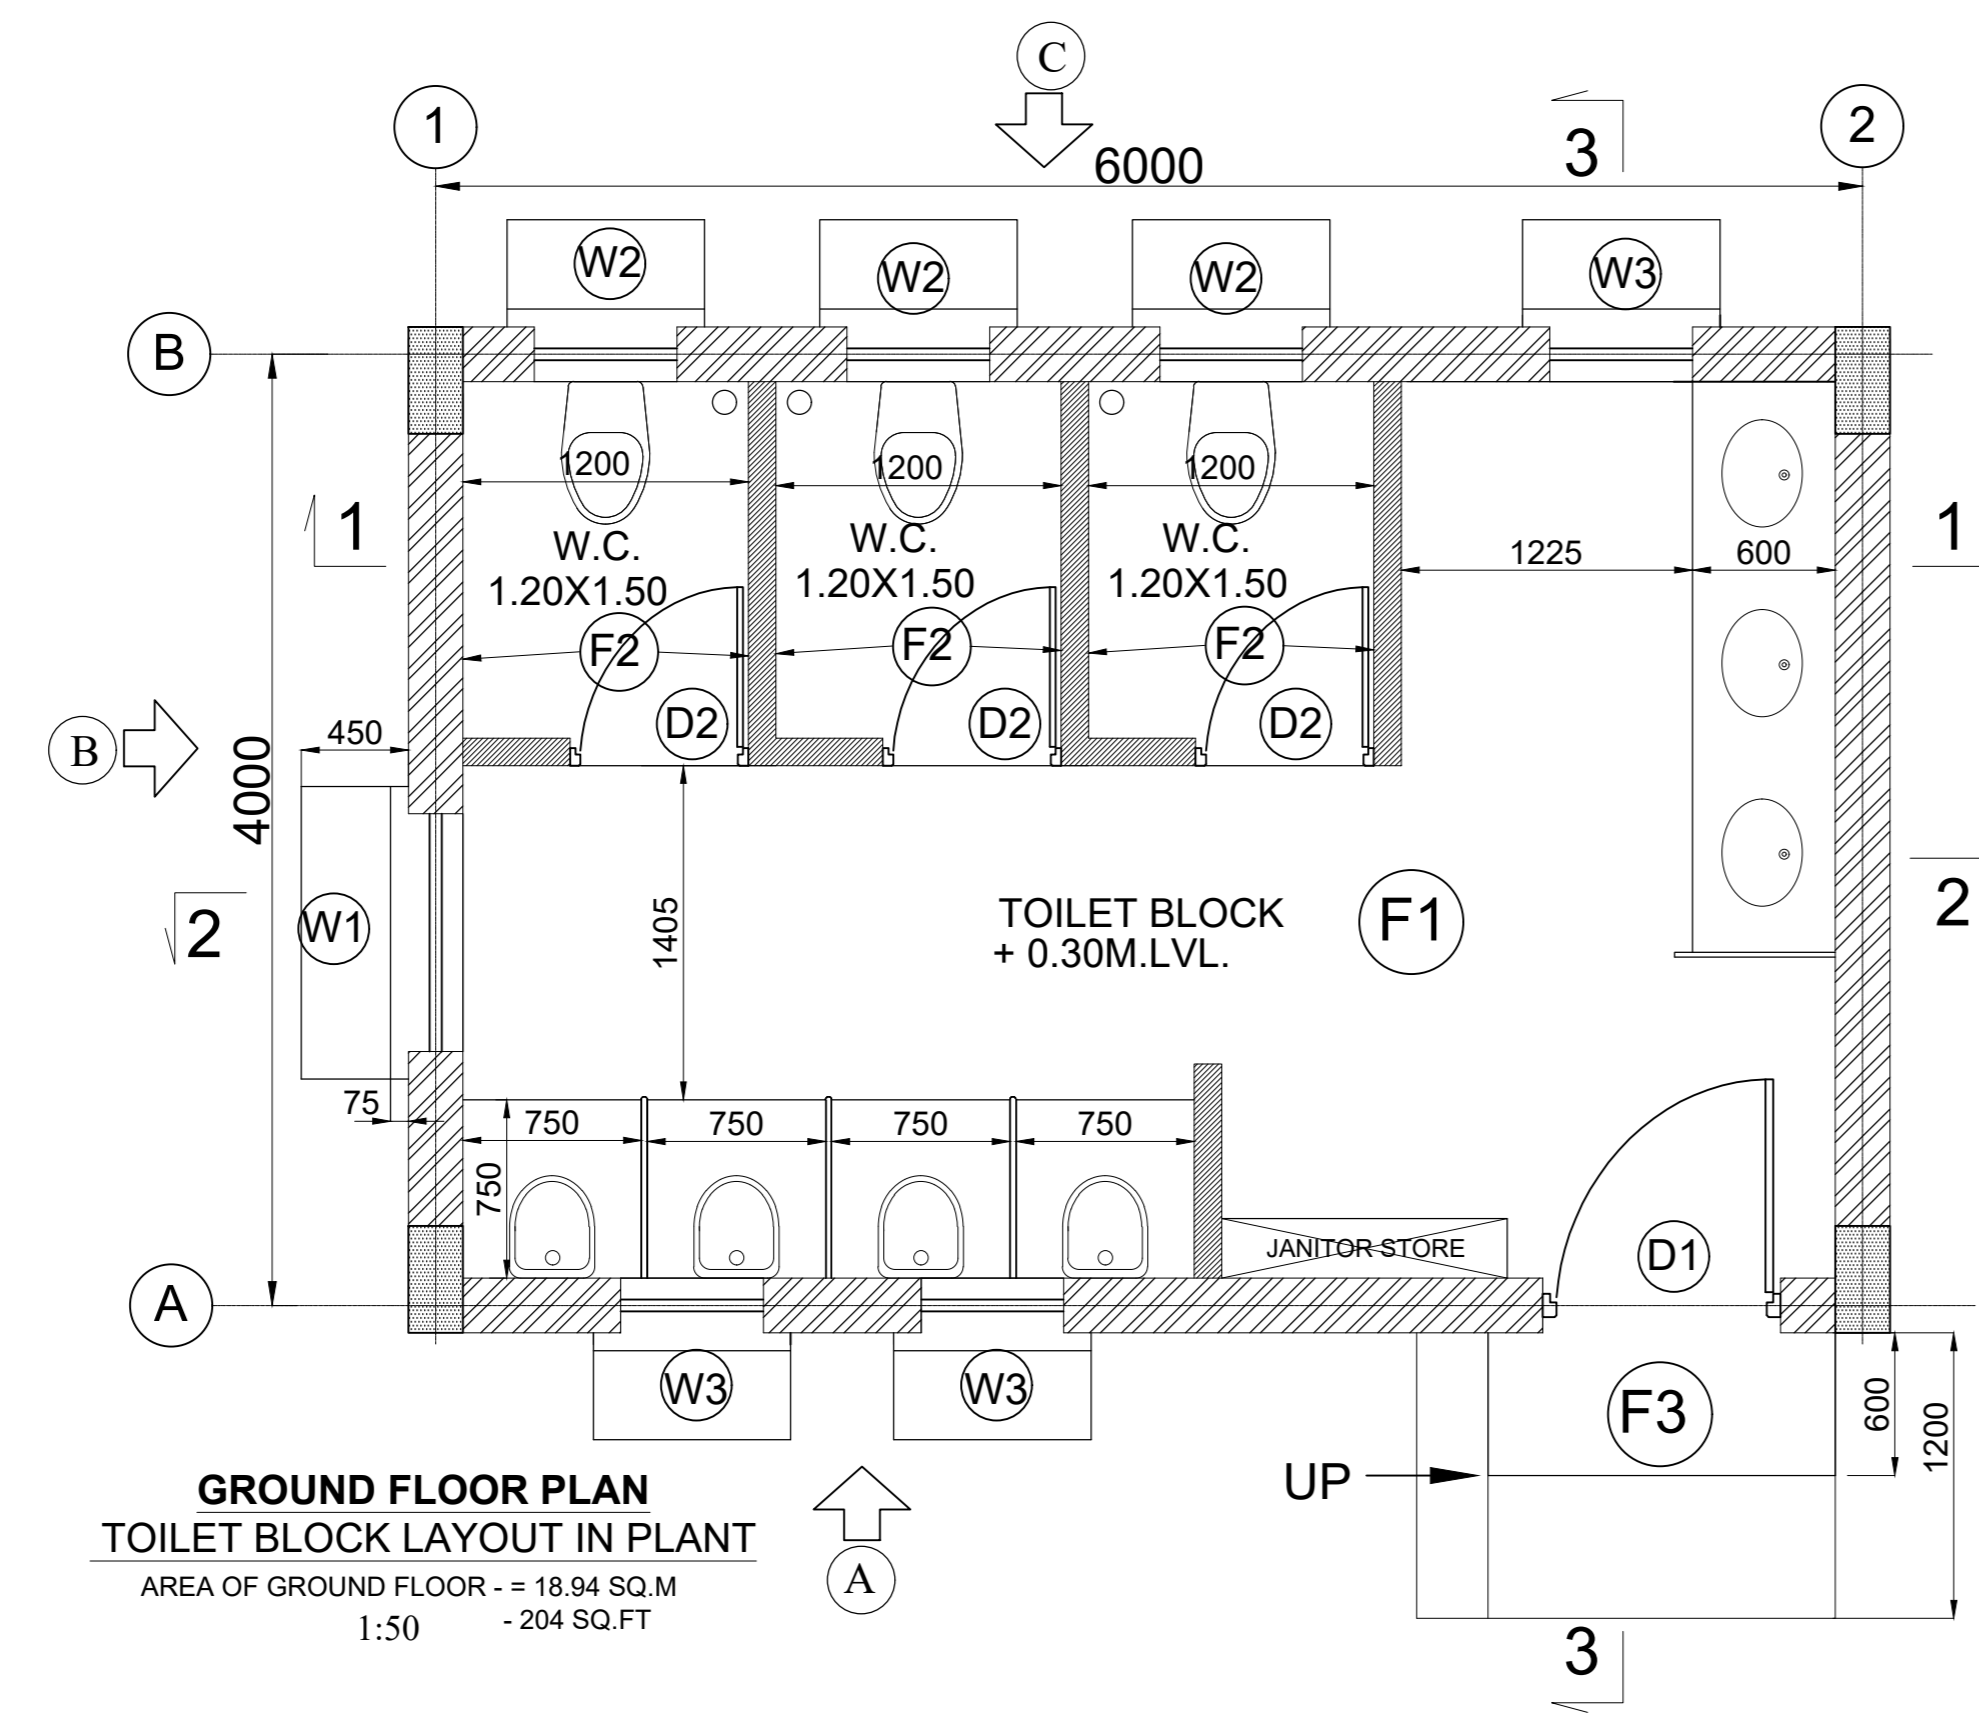 C
1
2
3
6000
W2
W2
W2
W3
B
1200
1200
1200
1
1
W.C.
1.20X1.50
W.C.
1.20X1.50
W.C.
1.20X1.50
1225
600
F2
F2
F2
D2
D2
D2
B
450
4000
W1
2
2
1405
TOILET BLOCK
+ 0.30M.LVL.
F1
75
750
750
750
750
750
JANITOR STORE
D1
A
W3
W3
F3
600
1200
UP
GROUND FLOOR PLAN
TOILET BLOCK LAYOUT IN PLANT
AREA OF GROUND FLOOR - = 18.94 SQ.M
1:50 - 204 SQ.FT
A
3